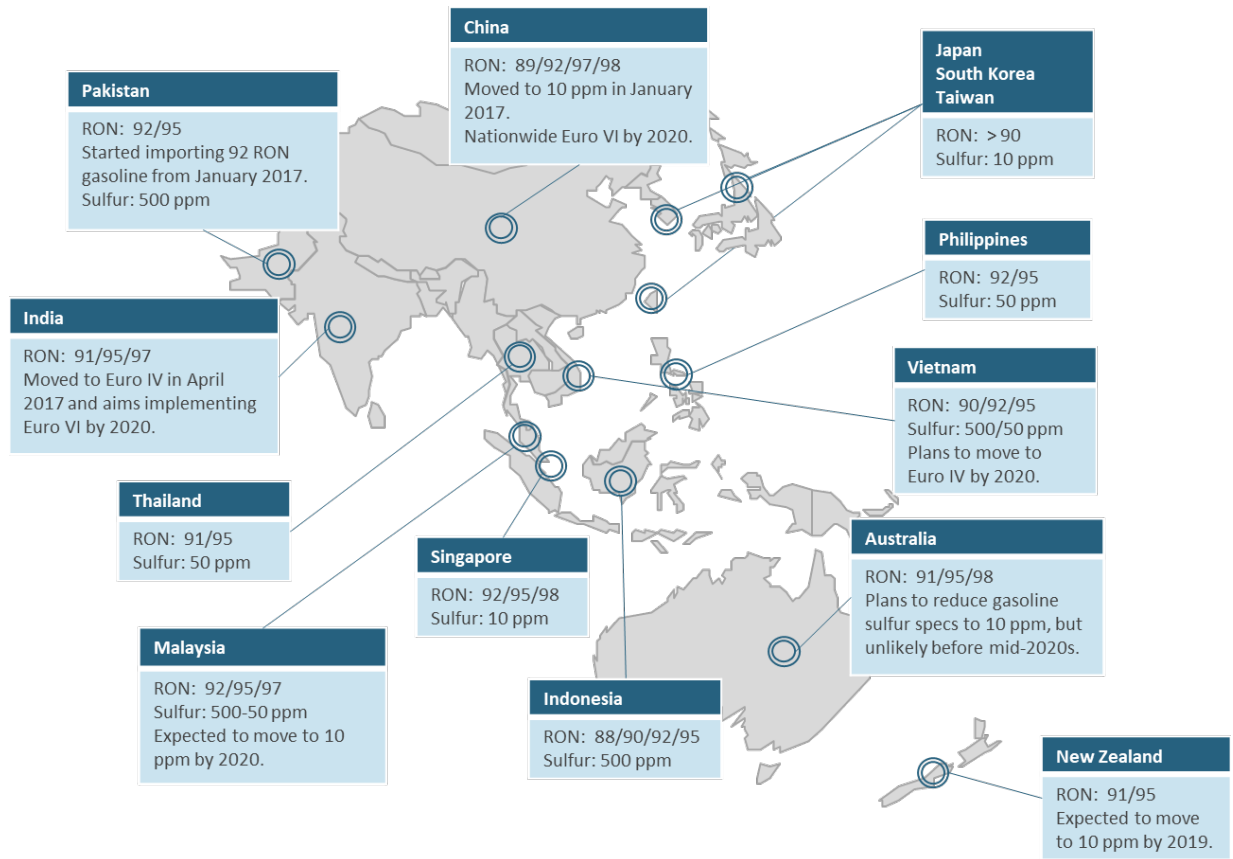 China
RON: 89/92/97/98
Moved to 10 ppm in January
2017.
Nationwide Euro VI by 2020.
Japan
South Korea
Taiwan
RON: > 90
Sulfur: 10 ppm
Pakistan
RON: 92/95
Started importing 92 RON
gasoline from January 2017.
Sulfur: 500 ppm
Philippines
RON: 92/95
Sulfur: 50 ppm
India
RON: 91/95/97
Moved to Euro IV in April
2017 and aims implementing
Euro VI by 2020.
Vietnam
RON: 90/92/95
Sulfur: 500/50 ppm
Plans to move to
Euro IV by 2020.
Thailand
RON: 91/95
Sulfur: 50 ppm
Singapore
RON: 92/95/98
Sulfur: 10 ppm
Australia
RON: 91/95/98
Plans to reduce gasoline
sulfur specs to 10 ppm, but
unlikely before mid-2020s.
Malaysia
RON: 92/95/97
Sulfur: 500-50 ppm
Expected to move to 10
ppm by 2020.
Indonesia
RON: 88/90/92/95
Sulfur: 500 ppm
New Zealand
RON: 91/95
Expected to move
to 10 ppm by 2019.